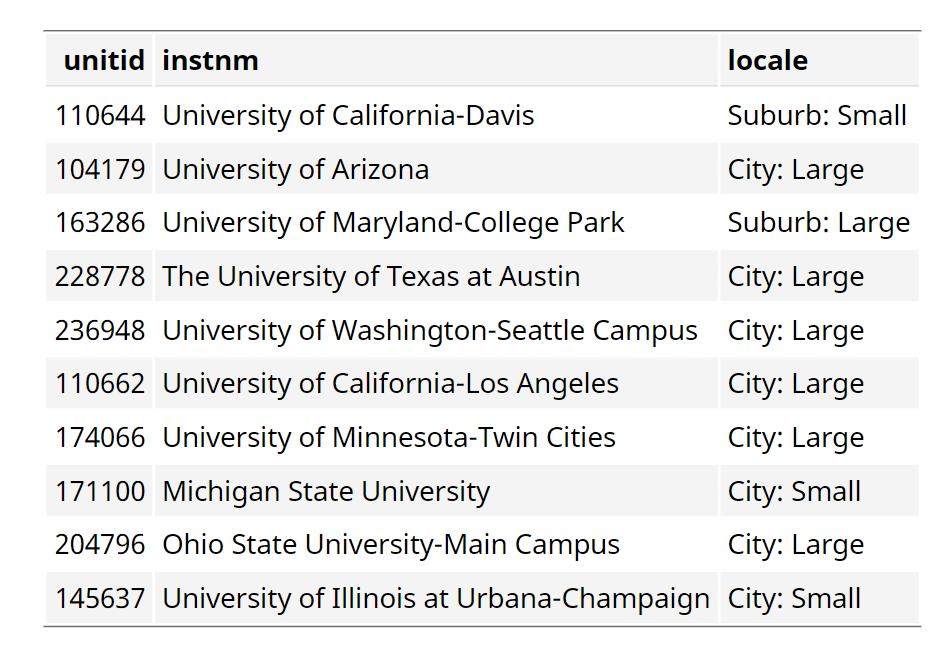 unitid instnm locale
110644 University of California-Davis Suburb: Small
104179 University of Arizona City: Large
163286 University of Maryland-College Park Suburb: Large
228778 The University of Texas at Austin City: Large
236948 University of Washington-Seattle Campus City: Large
110662 University of California-Los Angeles City: Large
174066 University of Minnesota-Twin Cities City: Large
171100 Michigan State University City: Small
204796 Ohio State University-Main Campus City: Large
145637 University of Illinois at Urbana-Champaign City: Small